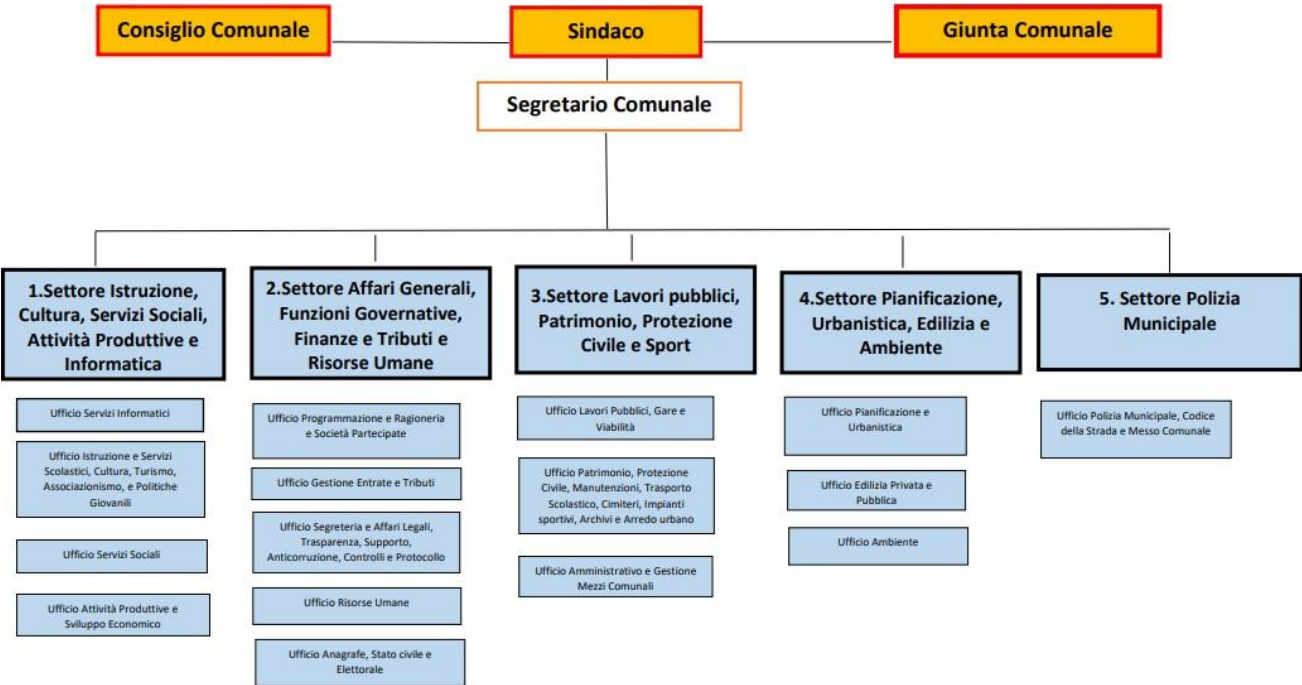 Consiglio Comunale
Sindaco
Giunta Comunale
Segretario Comunale
1.Settore Istruzione,
Cultura, Servizi Sociali,
Attività Produttive e
Informatica
2.Settore Affari Generali,
Funzioni Governative,
Finanze e Tributi e
Risorse Umane
3.Settore Lavori pubblici,
Patrimonio, Protezione
Civile e Sport
4.Settore Pianificazione,
Urbanistica, Edilizia e
Ambiente
5. Settore Polizia
Municipale
Ufficio Servizi Informatici
Ufficio Istruzione e Servizi
Scolastici, Cultura, Turismo,
Associazionismo, e Politiche
Giovanili
Ufficio Servizi Sociali
Ufficio Attività Produttive e
Sviluppo Economico
Ufficio Programmazione e Ragioneria
e Società Partecipate
Ufficio Gestione Entrate e Tributi
Ufficio Segreteria e Affari Legali,
Trasparenza, Supporto,
Anticorruzione, Controlli e Protocollo
Ufficio Risorse Umane
Ufficio Anagrafe, Stato civile e
Elettorale
Ufficio Lavori Pubblici, Gare e
Viabilità
Ufficio Patrimonio, Protezione
Civile, Manutenzioni, Trasporto
Scolastico, Cimiteri, Impianti
sportivi, Archivi e Arredo urbano
Ufficio Amministrativo e Gestione
Mezzi Comunali
Ufficio Pianificazione e
Urbanistica
Ufficio Edilizia Privata e
Pubblica
Ufficio Ambiente
Ufficio Polizia Municipale, Codice
della Strada e Messo Comunale